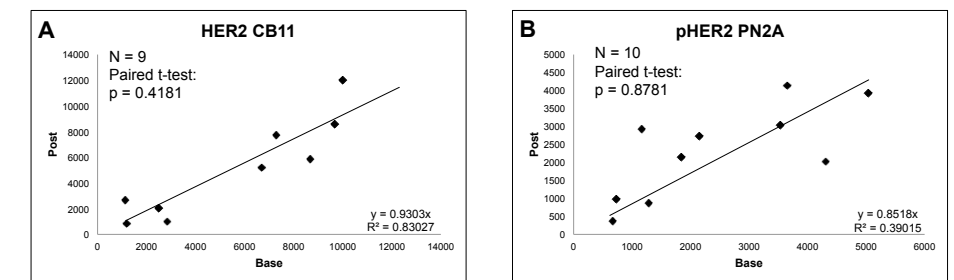 A
HER2 CB11
N = 9
Paired t-test:
p = 0.4181
14000
12000
10000
8000
6000
4000
2000
0
Post
0 2000 4000 6000 8000 10000 12000 14000
Base
y = 0.9303x
R² = 0.83027
B
pHER2 PN2A
N = 10
Paired t-test:
p = 0.8781
5000
4500
4000
3500
3000
2500
2000
1500
1000
500
0
Post
0 1000 2000 3000 4000 5000 6000
Base
y = 0.8518x
R² = 0.39015